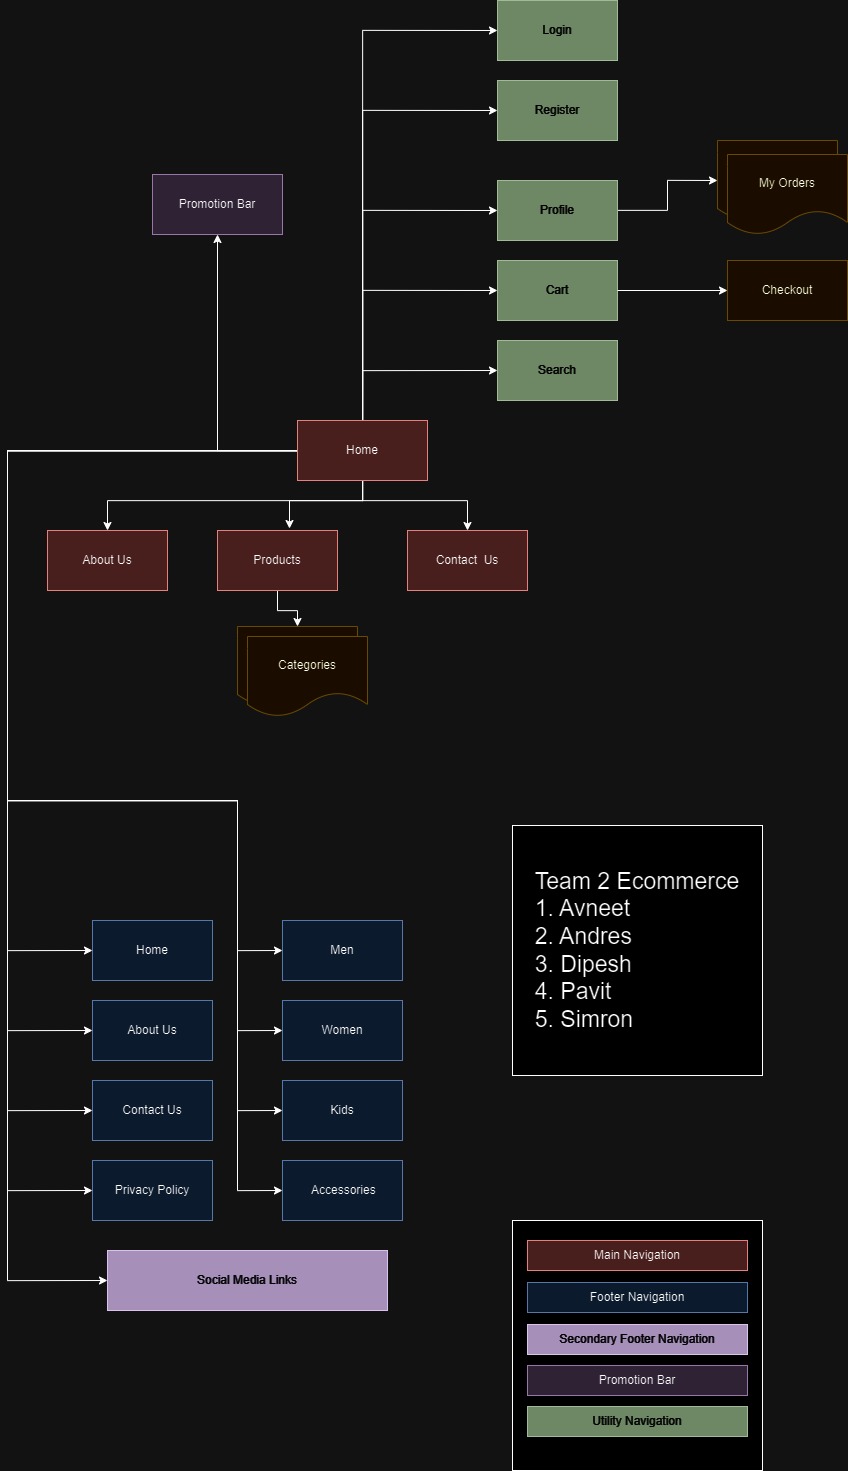 Login
Register
My Orders
Promotion Bar
Profile
Cart
Checkout
Search
Home
About Us
Products
Contact  Us
Categories
Team 2 Ecommerce
1. Avneet
2. Andres
3. Dipesh
4. Pavit
5. Simron
Home
Men
About Us
Women
Contact Us
Kids
Privacy Policy
Accessories
Social Media Links
Main Navigation
Footer Navigation
Secondary Footer Navigation
Promotion Bar
Utility Navigation